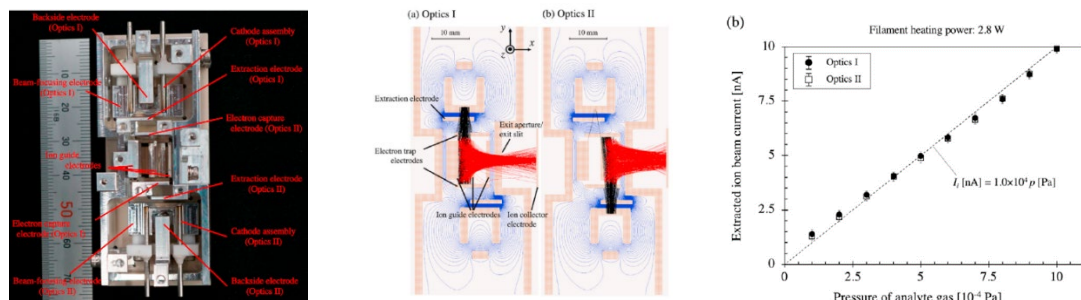 Backside electrode
(Optics I)
Cathode assembly
(Optics I)
Extraction electrode
(Optics I)
Beam-focusing electrode
(Optics I)
Electron capture
electrode (Optics II)
Ion guide
electrodes
Extraction electrode
(Optics II)
Electron capture
electrode (Optics I)
Cathode assembly
(Optics II)
Beam-focusing electrode
(Optics II)
Backside electrode
(Optics II)
10
20
30
40
50
60
(a) Optics I
(b) Optics II
10 mm
10 mm
y
x
z
Extraction electrode
Exit aperture/
exit slit
Electron trap
electrodes
Ion guide electrodes
Ion collector
electrode
(b)
Filament heating power: 2.8 W
Extracted ion beam current [nA]
10
7.5
5
2.5
0
Optics I
Optics II
I_i [nA] = 1.0×10⁴ p [Pa]
0
2.5
5
7.5
10
Pressure of analyte gas [10⁻⁴ Pa]